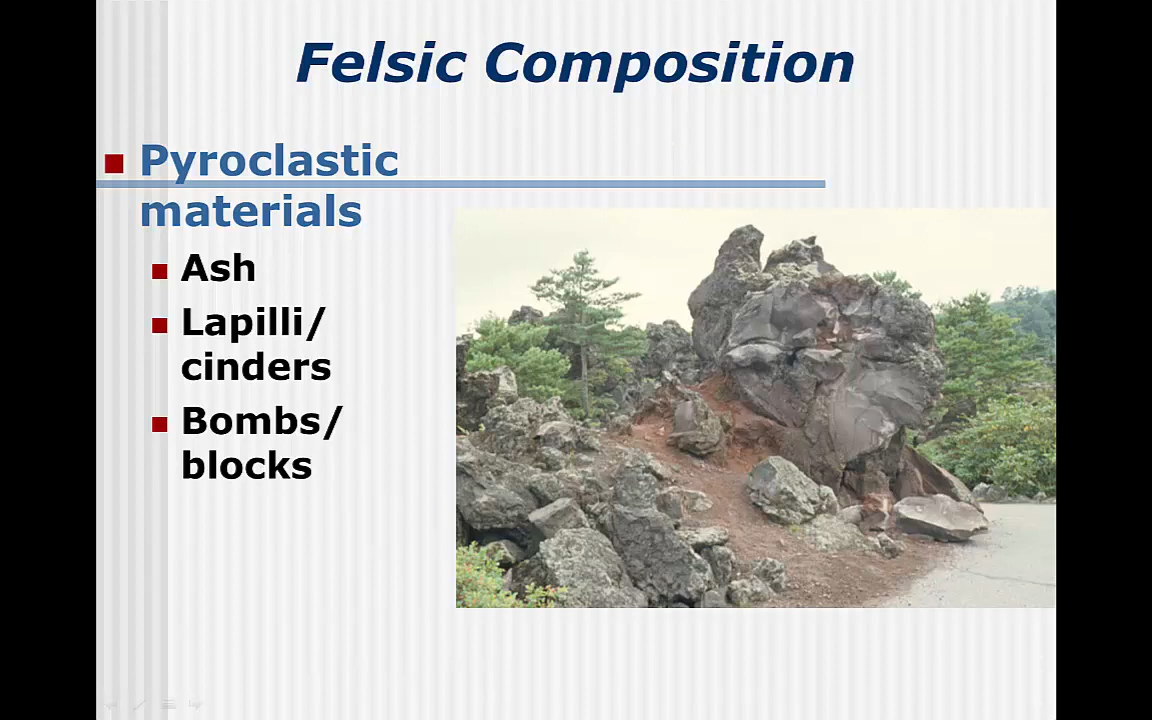 Felsic Composition
Pyroclastic
materials
Ash
Lapilli/
cinders
Bombs/
blocks